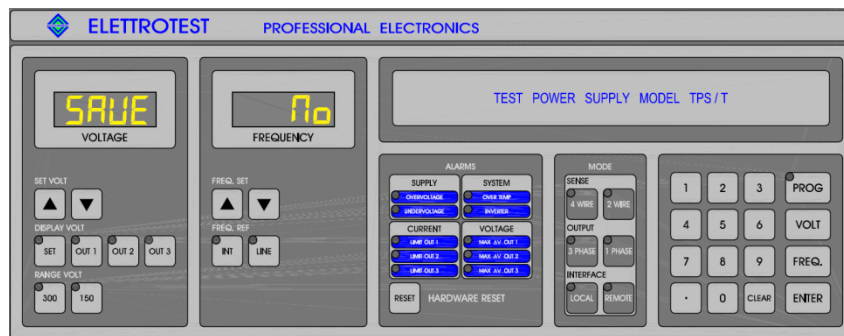 ELETTROTEST PROFESSIONAL ELECTRONICS
SAVE
VOLTAGE
No
FREQUENCY
TEST POWER SUPPLY MODEL TPS/T
SET VOLT
DISPLAY VOLT
SET OUT 1 OUT 2 OUT 3
RANGE VOLT
300 150
FREQ. SET
FREQ. REF
INT LINE
ALARMS
SUPPLY SYSTEM
OVERVOLTAGE OVER TEMP.
UNDERVOLTAGE INVERTER
CURRENT VOLTAGE
LIMIT OUT 1 MAX ΔV. OUT 1
LIMIT OUT 2 MAX ΔV. OUT 2
LIMIT OUT 3 MAX ΔV. OUT 3
RESET HARDWARE RESET
MODE
SENSE
4 WIRE 2 WIRE
OUTPUT
3 PHASE 1 PHASE
INTERFACE
LOCAL REMOTE
1 2 3 PROG
4 5 6 VOLT
7 8 9 FREQ.
. 0 CLEAR ENTER